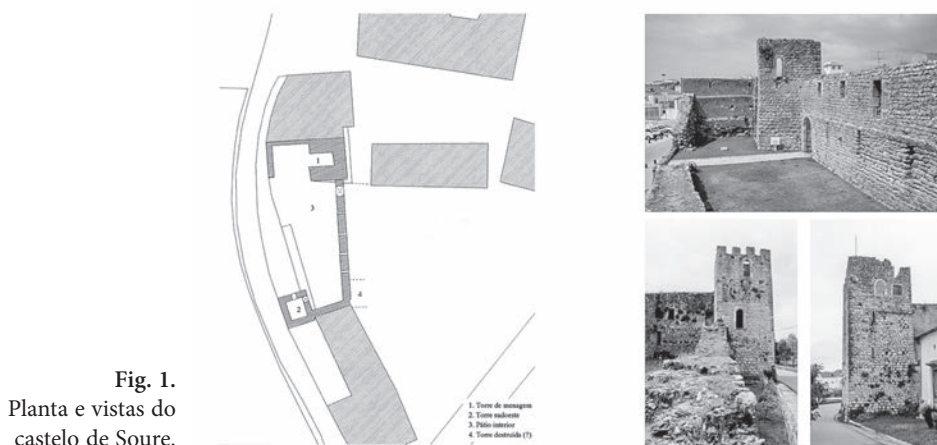 1
3
4
2
1. Torre de menagem
2. Torre sudoeste
3. Pátio interior
4. Torre destruída (?)
Fig. 1.
Planta e vistas do
castelo de Soure.